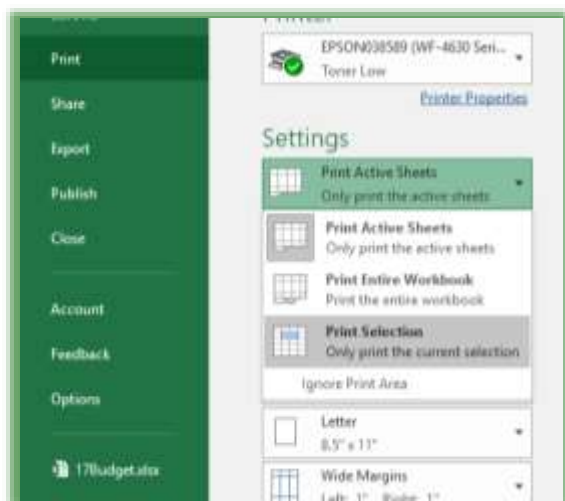 Printer
Print
Share
Export
Publish
Close
Account
Feedback
Options
17Budget.xlsx
EPSON038589 (WF-4630 Seri...
Toner Low
Printer Properties
Settings
Print Active Sheets
Only print the active sheets
Print Active Sheets
Only print the active sheets
Print Entire Workbook
Print the entire workbook
Print Selection
Only print the current selection
Ignore Print Area
Letter
8.5" x 11"
Wide Margins
Left: 1" Right: 1"